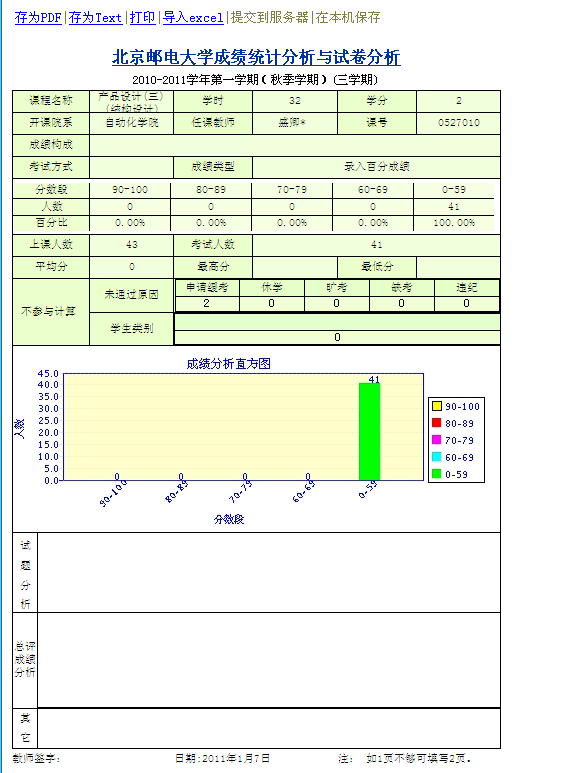 存为PDF|存为Text|打印|导入excel|提交到服务器|在本机保存
北京邮电大学成绩统计分析与试卷分析
2010-2011学年第一学期(秋季学期)(三学期)
课程名称 产品设计(三)(结构设计) 学时 32 学分 2
开课院系 自动化学院 任课教师 盛卿* 课号 0527010
成绩构成
考试方式 成绩类型 录入百分成绩
分数段 90-100 80-89 70-79 60-69 0-59
人数 0 0 0 0 41
百分比 0.00% 0.00% 0.00% 0.00% 100.00%
上课人数 43 考试人数 41
平均分 0 最高分 最低分
不参与计算 未通过原因 申请缓考 休学 旷考 缺考 违纪
2 0 0 0 0
学生类别
0
成绩分析直方图
45.0
40.0
35.0
30.0
25.0
20.0
15.0
10.0
5.0
0.0
人数
0 0 0 0 41
90-100 80-89 70-79 60-69 0-59
分数段
90-100
80-89
70-79
60-69
0-59
试题分析
总评成绩分析
其它
教师签字: 日期:2011年1月7日 注: 如1页不够可填写2页。